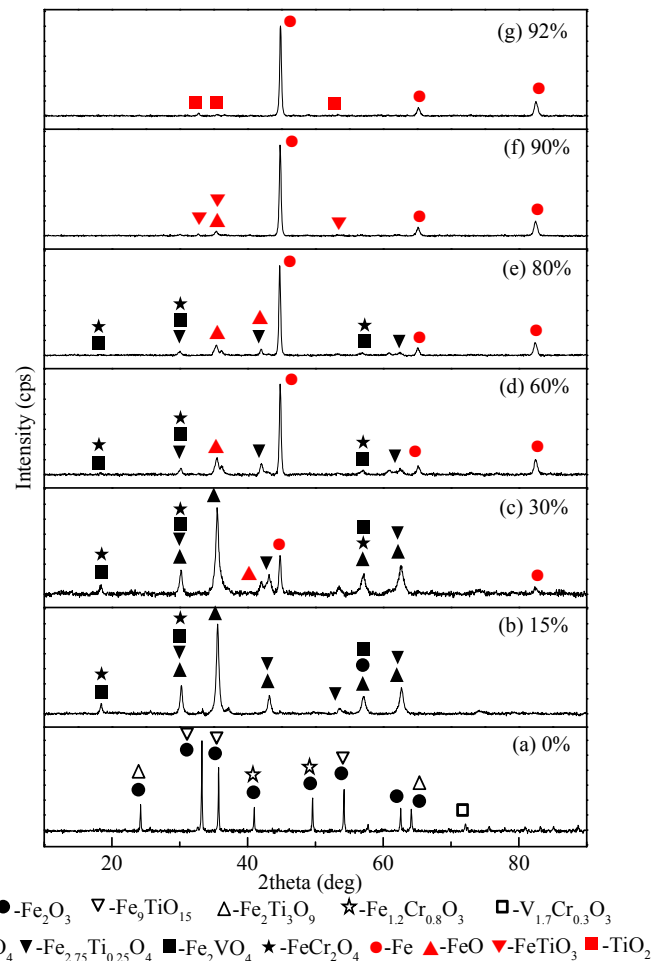 (g) 92%
(f) 90%
(e) 80%
(d) 60%
(c) 30%
(b) 15%
(a) 0%
Intensity (cps)
20 40 60 80
2theta (deg)
-Fe₂O₃ -Fe₉TiO₁₅ -Fe₂Ti₃O₉ -Fe₁.₂Cr₀.₈O₃ -V₁.₇Cr₀.₃O₃
O₄ -Fe₂.₇₅Ti₀.₂₅O₄ -Fe₂VO₄ -FeCr₂O₄ -Fe -FeO -FeTiO₃ -TiO₂